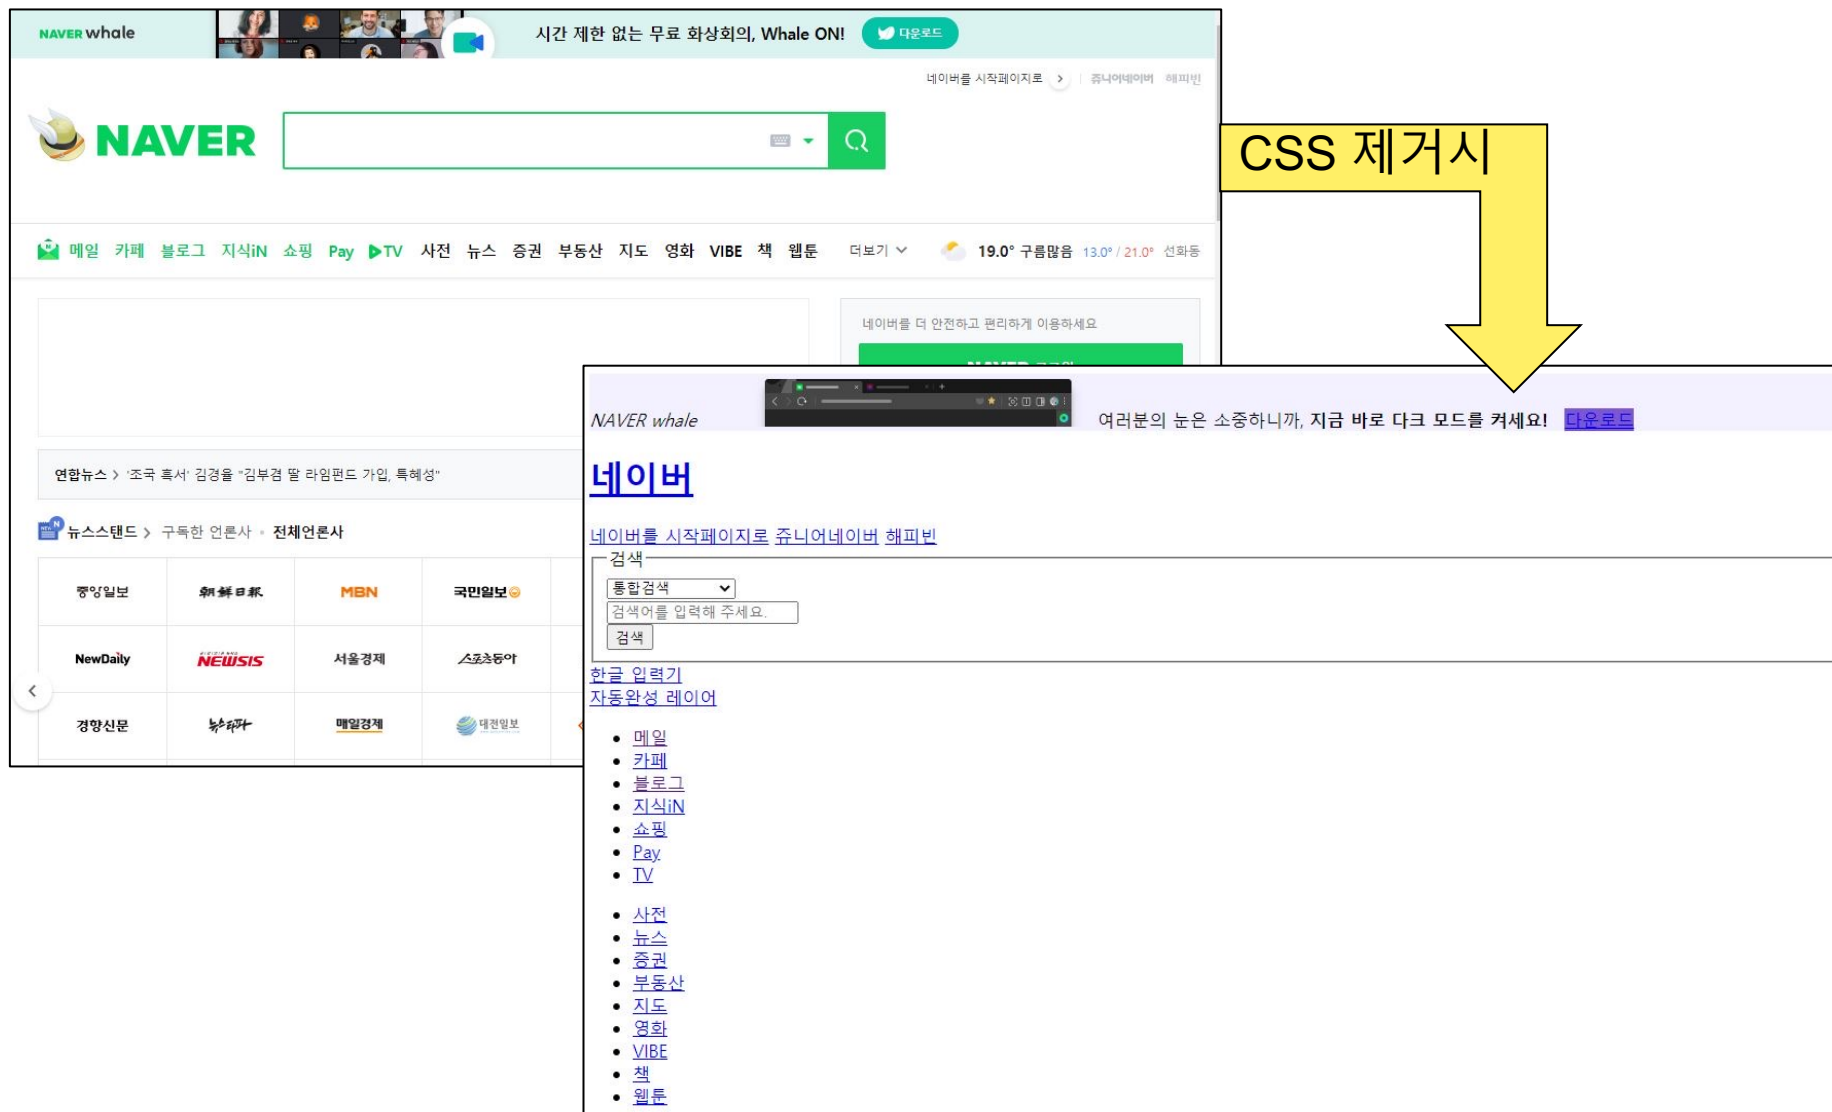 NAVER whale
시간 제한 없는 무료 화상회의, Whale ON!
다운로드
네이버를 시작페이지로
쥬니어네이버
해피빈
NAVER
CSS 제거시
메일 카페 블로그 지식iN 쇼핑 Pay TV 사전 뉴스 증권 부동산 지도 영화 VIBE 책 웹툰 더보기
19.0° 구름많음 13.0° / 21.0° 선화동
네이버를 더 안전하고 편리하게 이용하세요
연합뉴스 > '조국 흑서' 김경율 "김부겸 딸 라임펀드 가입, 특혜성"
뉴스스탠드 > 구독한 언론사 전체언론사
중앙일보 朝鮮日報 MBN 국민일보
NewDaily NEWSIS 서울경제 스포츠동아
경향신문 뉴스타파 매일경제 대전일보
NAVER whale
여러분의 눈은 소중하니까, 지금 바로 다크 모드를 켜세요! 다운로드
네이버
네이버를 시작페이지로 쥬니어네이버 해피빈
검색
통합검색
검색어를 입력해 주세요.
검색
한글 입력기
자동완성 레이어
메일
카페
블로그
지식iN
쇼핑
Pay
TV
사전
뉴스
증권
부동산
지도
영화
VIBE
책
웹툰